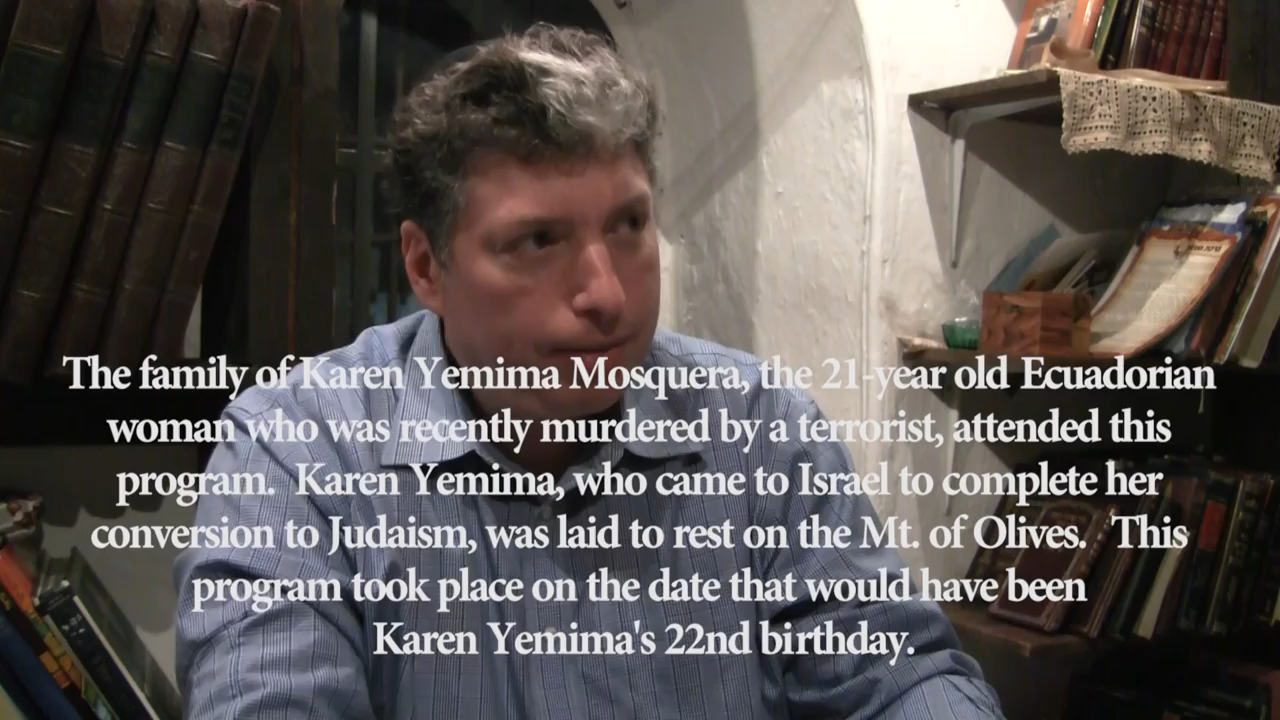 The family of Karen Yemima Mosquera, the 21-year old Ecuadorian
woman who was recently murdered by a terrorist, attended this
program.  Karen Yemima, who came to Israel to complete her
conversion to Judaism, was laid to rest on the Mt. of Olives.  This
program took place on the date that would have been
Karen Yemima's 22nd birthday.